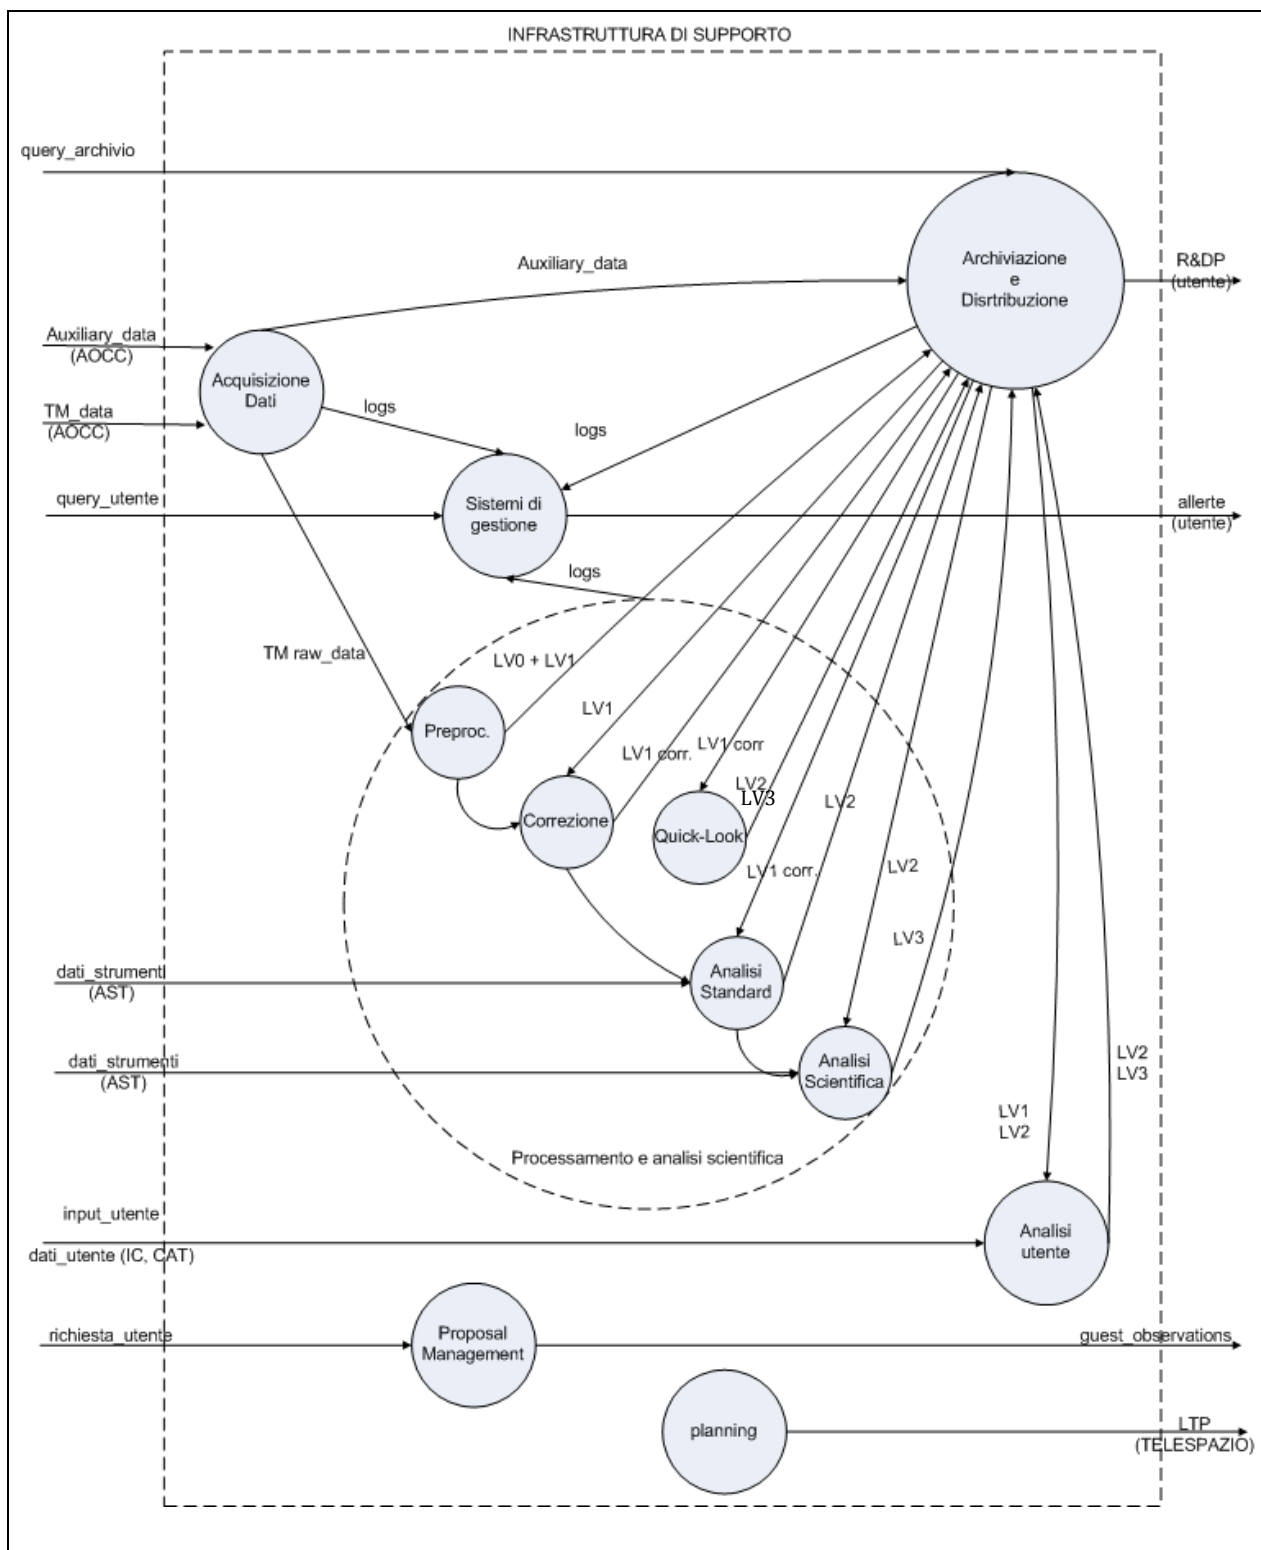 INFRASTRUTTURA DI SUPPORTO
query_archivio
Archiviazione
e
Disrtribuzione
R&DP
(utente)
Auxiliary_data
Auxiliary_data
(AOCC)
Acquisizione
Dati
TM_data
(AOCC)
logs
logs
query_utente
Sistemi di
gestione
allerte
(utente)
logs
TM raw_data
LV0 + LV1
LV1
Preproc.
LV1 corr.
LV1 corr
LV2
LV3
LV2
Correzione
Quick-Look
LV1 corr.
LV2
LV3
dati_strumenti
(AST)
Analisi
Standard
dati_strumenti
(AST)
Analisi
Scientifica
LV2
LV3
LV1
LV2
Processamento e analisi scientifica
input_utente
dati_utente (IC, CAT)
Analisi
utente
richiesta_utente
Proposal
Management
guest_observations
planning
LTP
(TELESPAZIO)